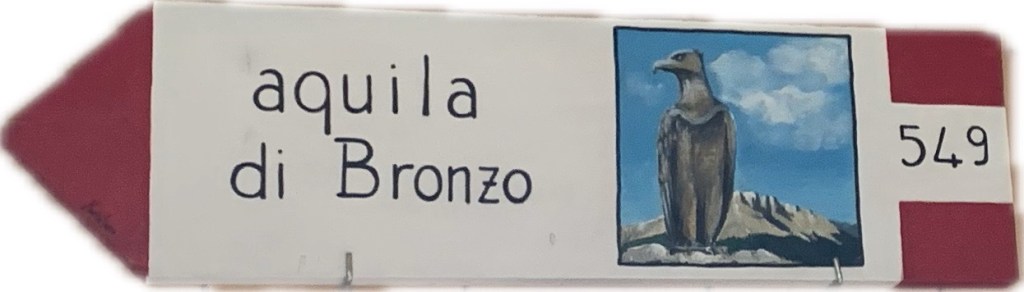 aquila
di Bronzo
549